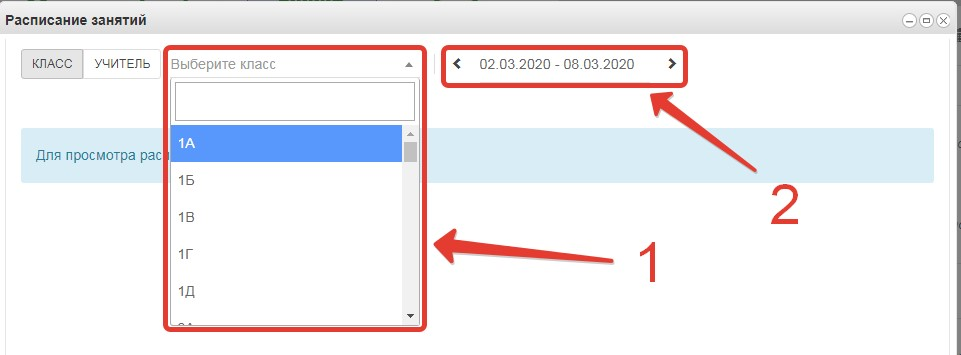 Расписание занятий
КЛАСС УЧИТЕЛЬ Выберите класс 02.03.2020 - 08.03.2020
Для просмотра
1А
1Б
1В
1Г
1Д
1
2